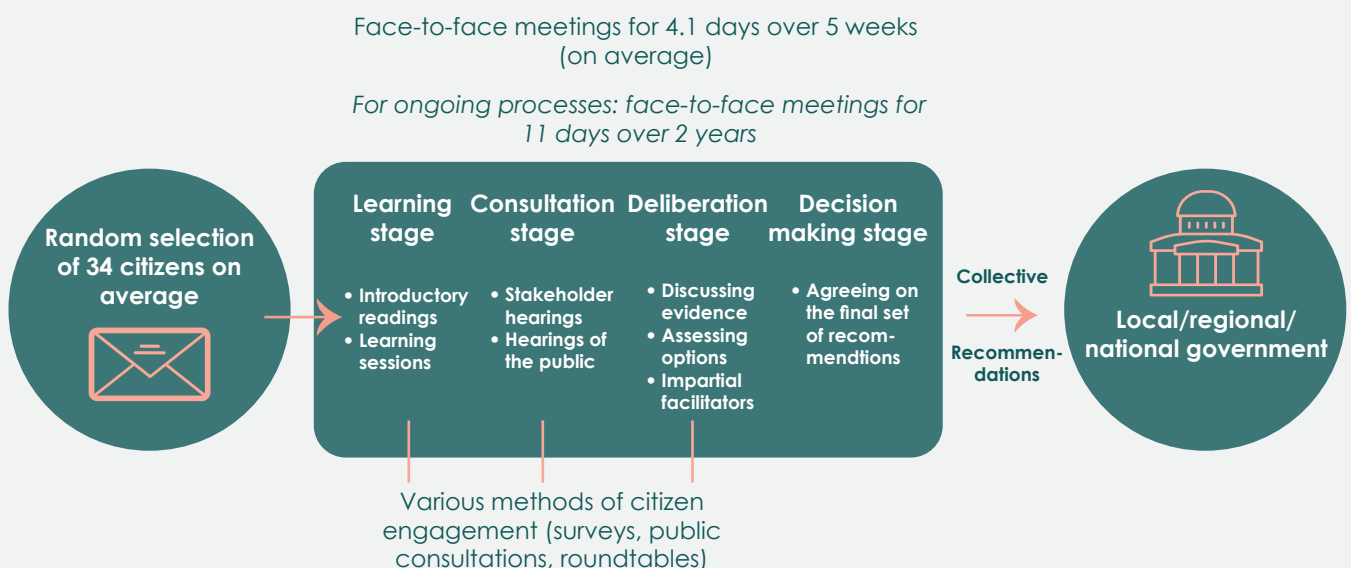 Face-to-face meetings for 4.1 days over 5 weeks
(on average)
For ongoing processes: face-to-face meetings for
11 days over 2 years
Random selection
of 34 citizens on
average
Learning
stage
• Introductory
readings
• Learning
sessions
Consultation
stage
• Stakeholder
hearings
• Hearings of
the public
Deliberation
stage
• Discussing
evidence
• Assessing
options
• Impartial
facilitators
Decision
making stage
• Agreeing on
the final set
of recom-
mendtions
Collective
Recommen-
dations
Local/regional/
national government
Various methods of citizen
engagement (surveys, public
consultations, roundtables)